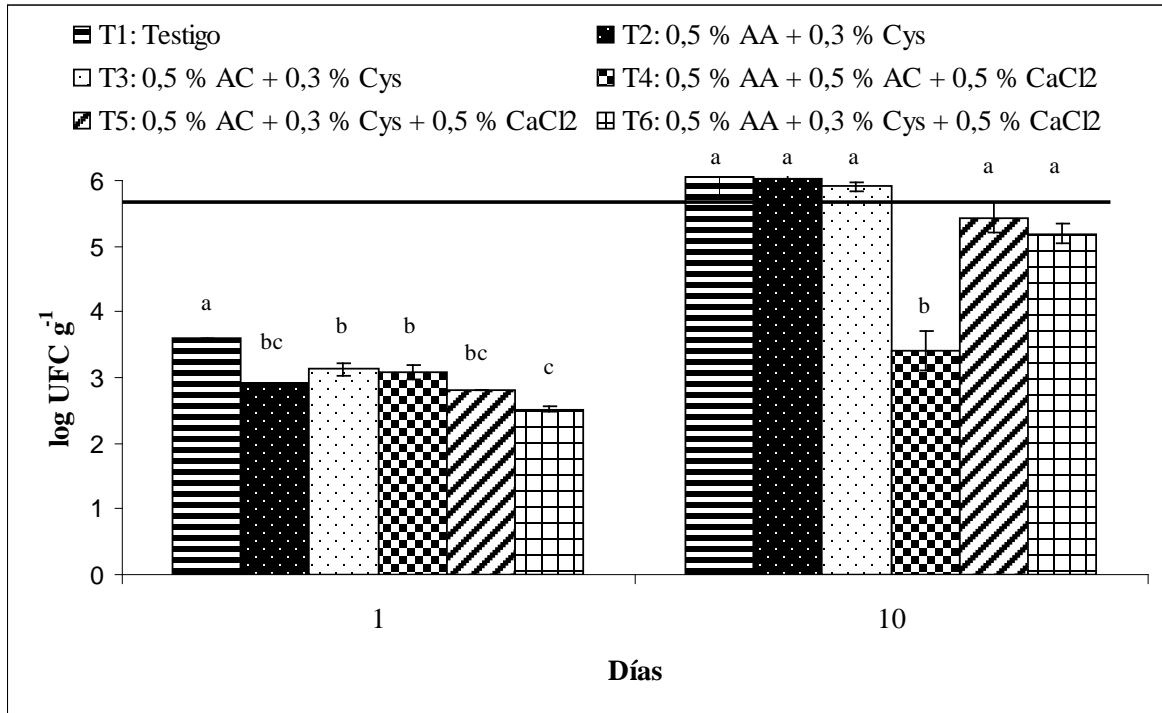 T1: Testigo T2: 0,5 % AA + 0,3 % Cys
T3: 0,5 % AC + 0,3 % Cys T4: 0,5 % AA + 0,5 % AC + 0,5 % CaCl2
T5: 0,5 % AC + 0,3 % Cys + 0,5 % CaCl2 T6: 0,5 % AA + 0,3 % Cys + 0,5 % CaCl2
a a a a a
6
5
4
3
2
1
0
a bc b b bc c b
log UFC g-1
1 10
Días